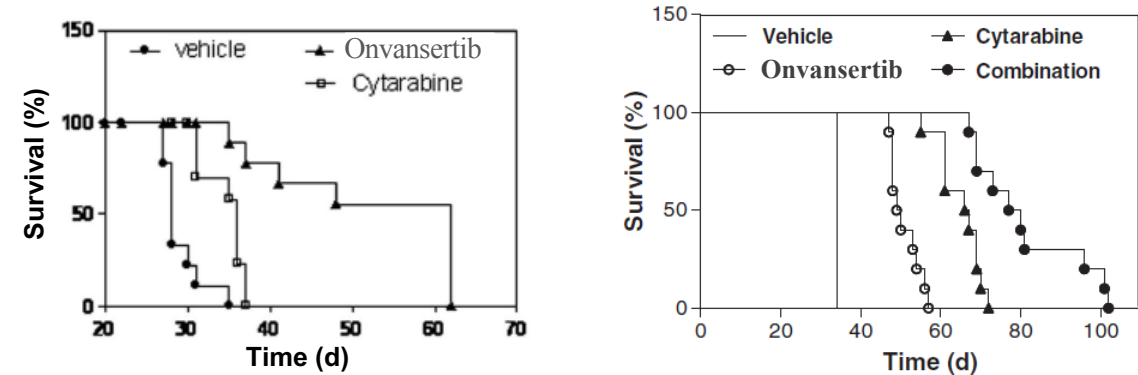 150
vehicle
Onvansertib
Cytarabine
100
50
0
20
30
40
50
60
70
Survival (%)
Time (d)
150
Vehicle
Cytarabine
Onvansertib
Combination
100
50
0
0
20
40
60
80
100
Survival (%)
Time (d)